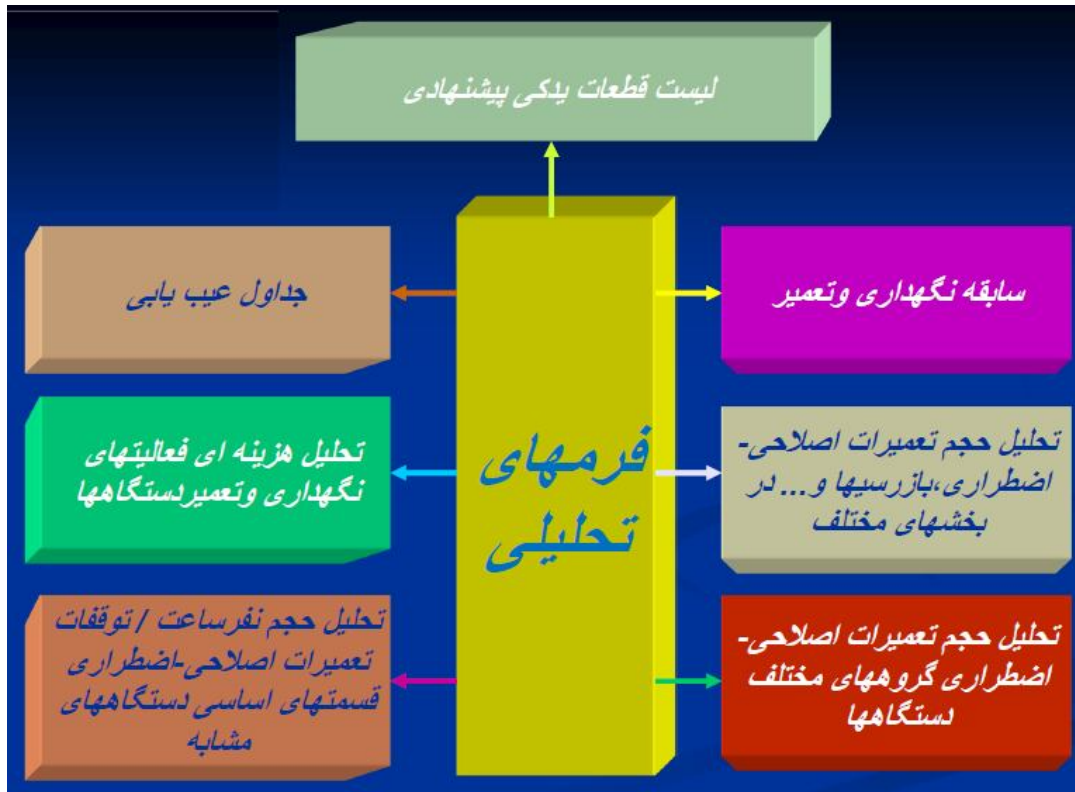 لیست قطعات یدکی پیشنهادی
سابقه نگهداری وتعمیر
جداول عیب یابی
فرمهای
تحلیلی
تحلیل حجم تعمیرات اصلاحی-
اضطراری،بازرسیها و... در
بخشهای مختلف
تحلیل هزینه ای فعالیتهای
نگهداری وتعمیردستگاهها
تحلیل حجم تعمیرات اصلاحی-
اضطراری گروههای مختلف
دستگاهها
تحلیل حجم نفرساعت / توقفات
تعمیرات اصلاحی-اضطراری
قسمتهای اساسی دستگاههای
مشابه